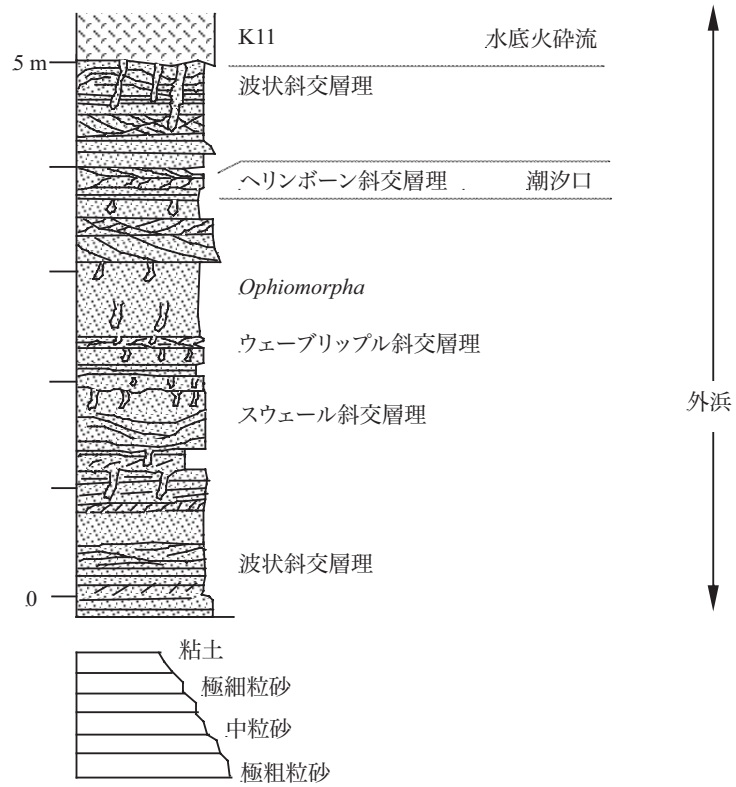 K11 水底火砕流
5 m
波状斜交層理
ヘリンボーン斜交層理 潮汐口
Ophiomorpha
ウェーブリップル斜交層理
外浜
スウェール斜交層理
波状斜交層理
0
粘土
極細粒砂
中粒砂
極粗粒砂